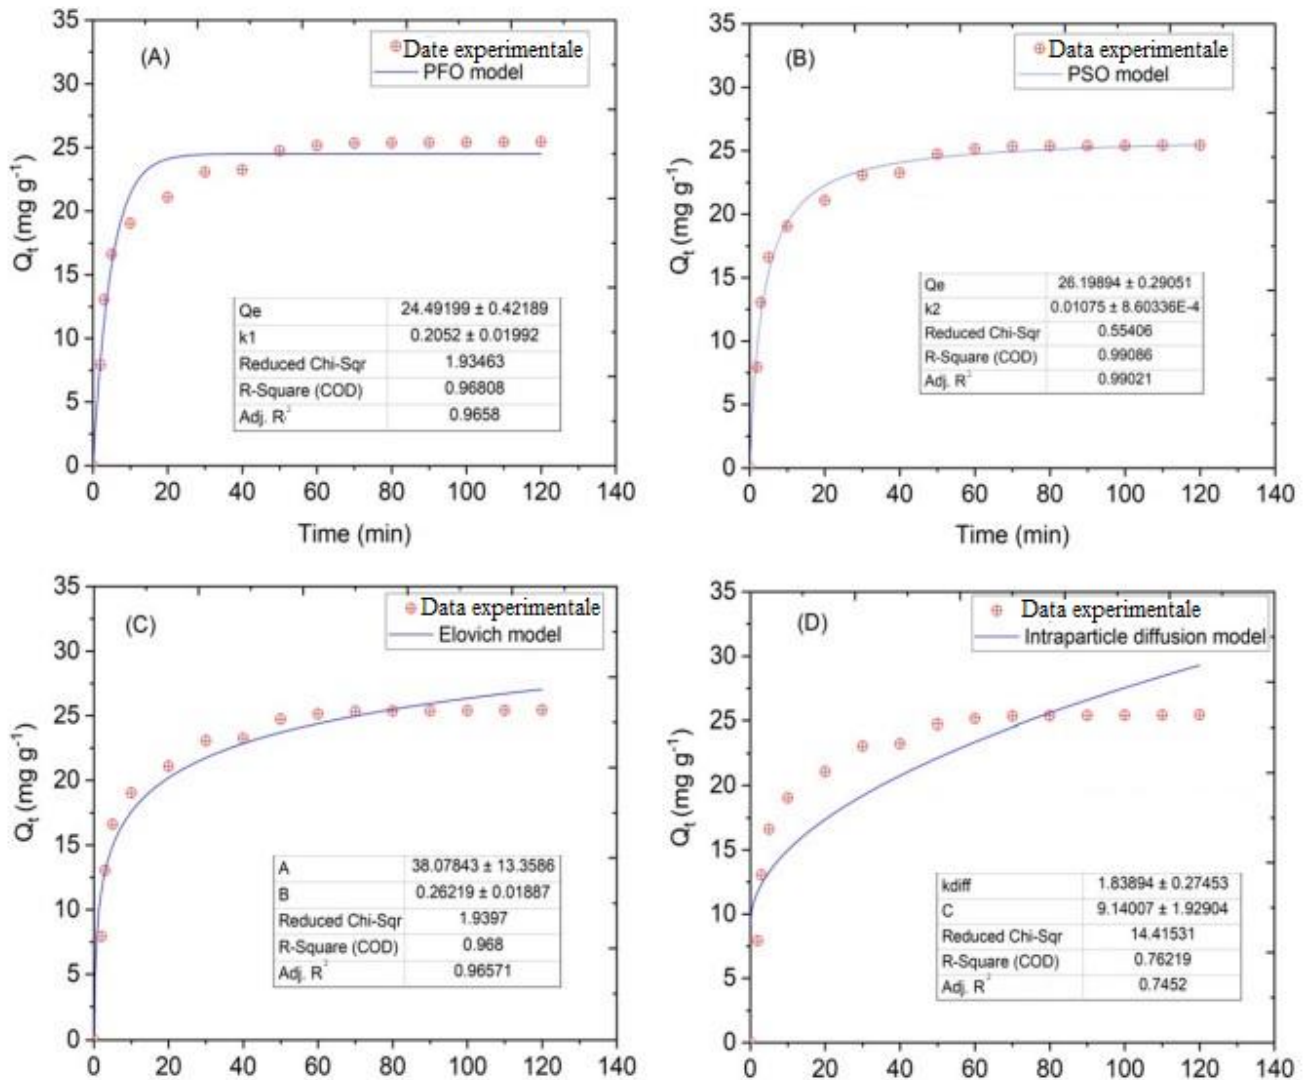 (A)
Date experimentale
PFO model
35
30
25
20
15
10
5
0
Qt (mg g-1)
Qe 24.49199 ± 0.42189
k1 0.2052 ± 0.01992
Reduced Chi-Sqr 1.93463
R-Square (COD) 0.96808
Adj. R² 0.9658
0 20 40 60 80 100 120 140
Time (min)
(B)
Data experimentale
PSO model
35
30
25
20
15
10
5
0
Qt (mg g-1)
Qe 26.19894 ± 0.29051
k2 0.01075 ± 8.60336E-4
Reduced Chi-Sqr 0.55406
R-Square (COD) 0.99086
Adj. R² 0.99021
0 20 40 60 80 100 120 140
Time (min)
(C)
Data experimentale
Elovich model
35
30
25
20
15
10
5
0
Qt (mg g-1)
A 38.07843 ± 13.3586
B 0.26219 ± 0.01887
Reduced Chi-Sqr 1.9397
R-Square (COD) 0.968
Adj. R² 0.96571
0 20 40 60 80 100 120 140
(D)
Data experimentale
Intraparticle diffusion model
35
30
25
20
15
10
5
0
Qt (mg g-1)
kdiff 1.83894 ± 0.27453
C 9.14007 ± 1.92904
Reduced Chi-Sqr 14.41531
R-Square (COD) 0.76219
Adj. R² 0.7452
0 20 40 60 80 100 120 140